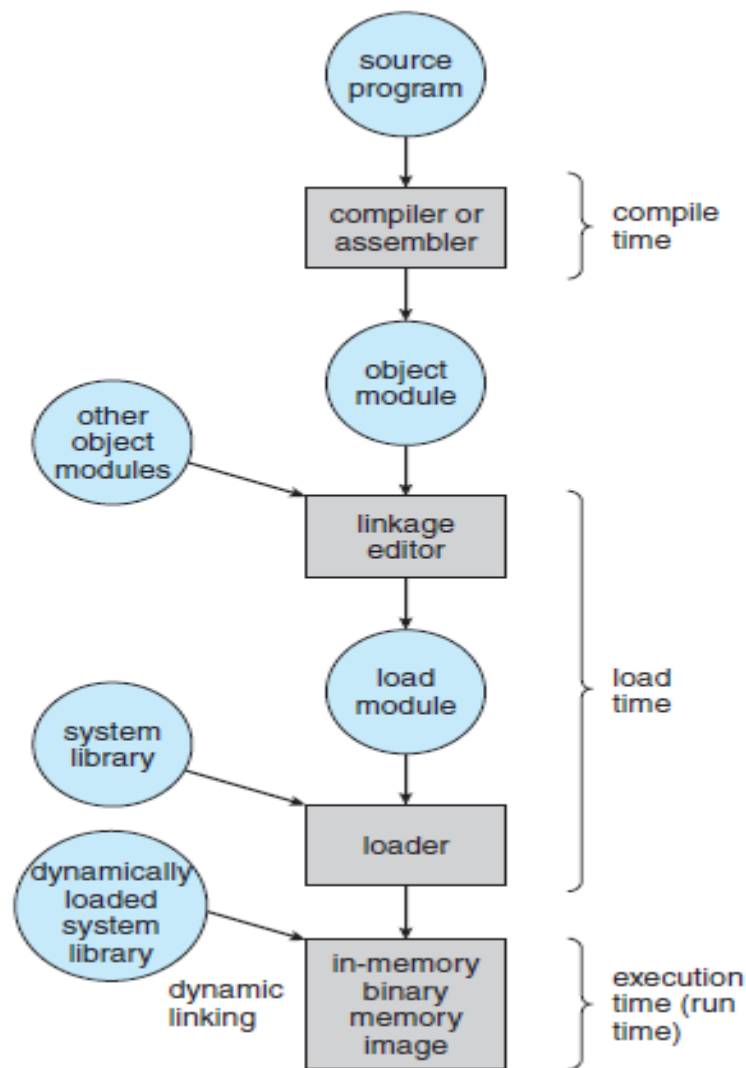 source
program
compiler or
assembler
compile
time
object
module
other
object
modules
linkage
editor
load
module
load
time
system
library
loader
dynamically
loaded
system
library
dynamic
linking
in-memory
binary
memory
image
execution
time (run
time)